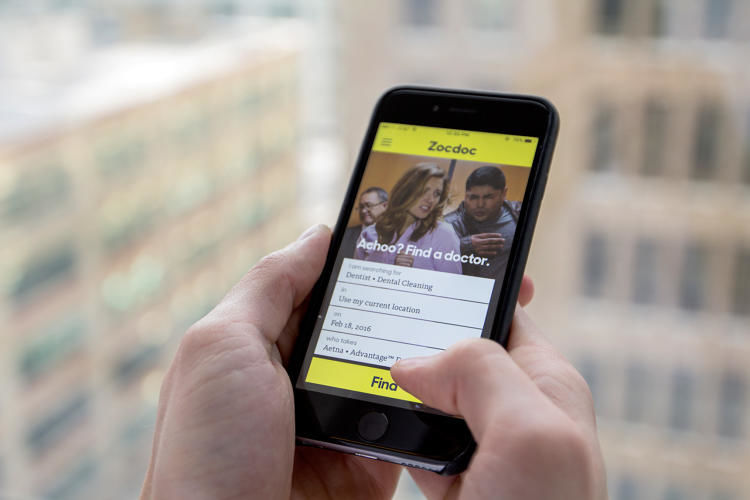 Zocdoc
Achoo? Find a doctor.
I am searching for
Dentist • Dental Cleaning
in
Use my current location
on
Feb 18, 2016
who takes
Aetna • Advantage™
Find